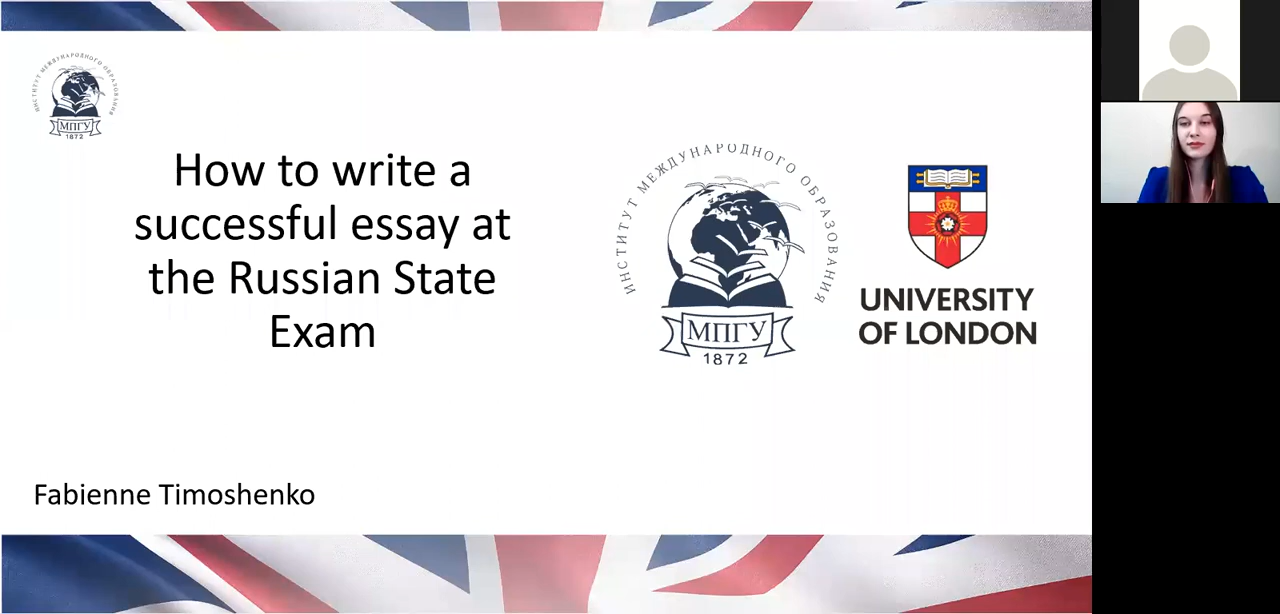 ИНСТИТУТ МЕЖДУНАРОДНОГО ОБРАЗОВАНИЯ
МПГУ
1872
How to write a
successful essay at
the Russian State
Exam
ИНСТИТУТ МЕЖДУНАРОДНОГО ОБРАЗОВАНИЯ
МПГУ
1872
UNIVERSITY
OF LONDON
Fabienne Timoshenko